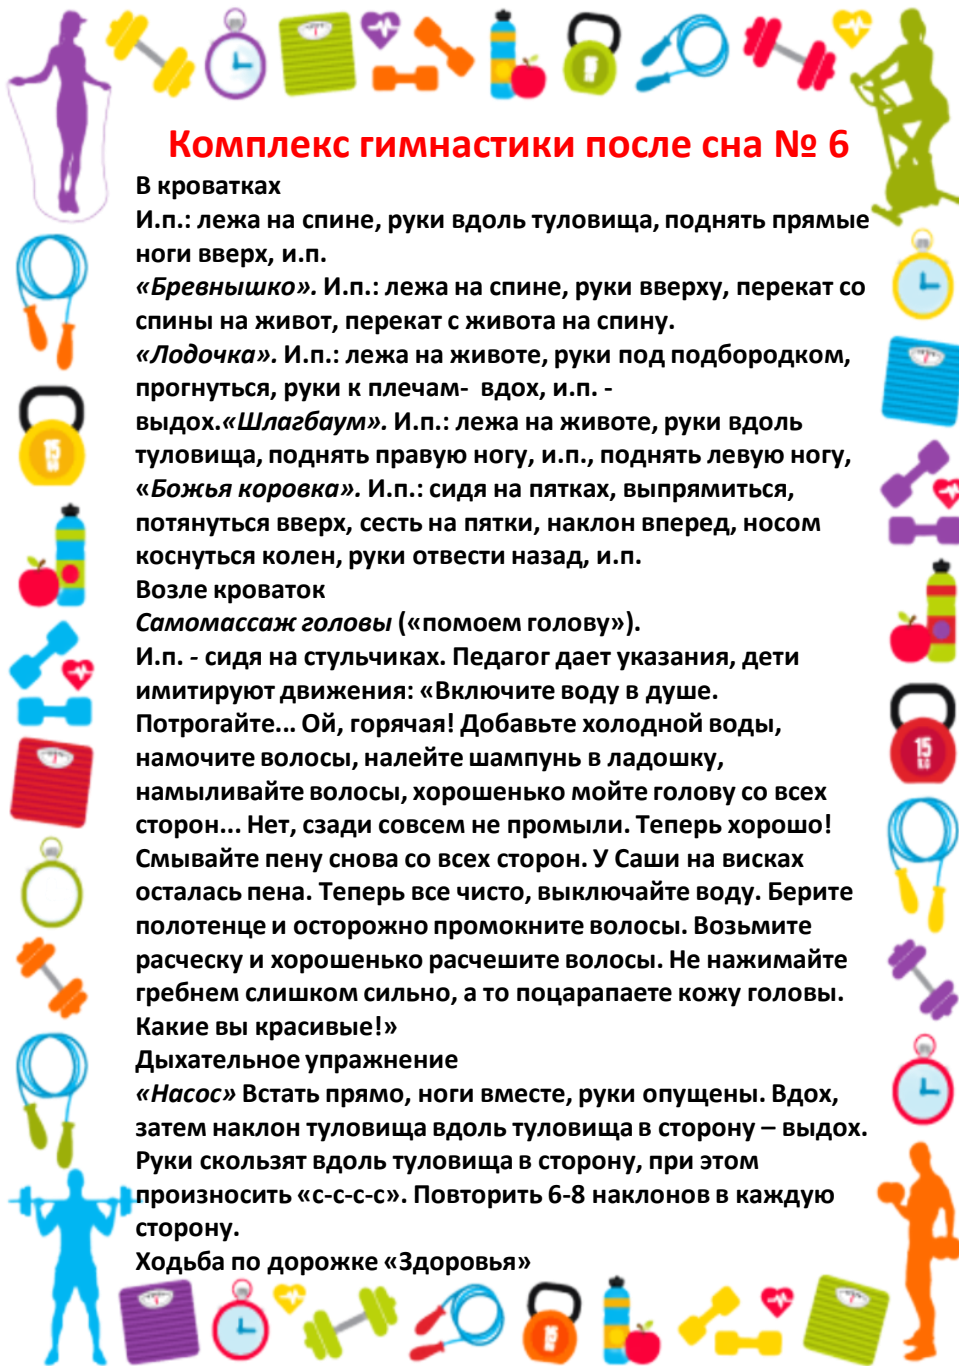 Комплекс гимнастики после сна № 6
В кроватках
И.п.: лежа на спине, руки вдоль туловища, поднять прямые
ноги вверх, и.п.
«Бревнышко». И.п.: лежа на спине, руки вверху, перекат со
спины на живот, перекат с живота на спину.
«Лодочка». И.п.: лежа на животе, руки под подбородком,
прогнуться, руки к плечам- вдох, и.п. -
выдох.«Шлагбаум». И.п.: лежа на животе, руки вдоль
туловища, поднять правую ногу, и.п., поднять левую ногу,
«Божья коровка». И.п.: сидя на пятках, выпрямиться,
потянуться вверх, сесть на пятки, наклон вперед, носом
коснуться колен, руки отвести назад, и.п.
Возле кроваток
Самомассаж головы («помоем голову»).
И.п. - сидя на стульчиках. Педагог дает указания, дети
имитируют движения: «Включите воду в душе.
Потрогайте... Ой, горячая! Добавьте холодной воды,
намочите волосы, налейте шампунь в ладошку,
намыливайте волосы, хорошенько мойте голову со всех
сторон... Нет, сзади совсем не промыли. Теперь хорошо!
Смывайте пену снова со всех сторон. У Саши на висках
осталась пена. Теперь все чисто, выключайте воду. Берите
полотенце и осторожно промокните волосы. Возьмите
расческу и хорошенько расчешите волосы. Не нажимайте
гребнем слишком сильно, а то поцарапаете кожу головы.
Какие вы красивые!»
Дыхательное упражнение
«Насос» Встать прямо, ноги вместе, руки опущены. Вдох,
затем наклон туловища вдоль туловища в сторону – выдох.
Руки скользят вдоль туловища в сторону, при этом
произносить «с-с-с-с». Повторить 6-8 наклонов в каждую
сторону.
Ходьба по дорожке «Здоровья»
15
KG